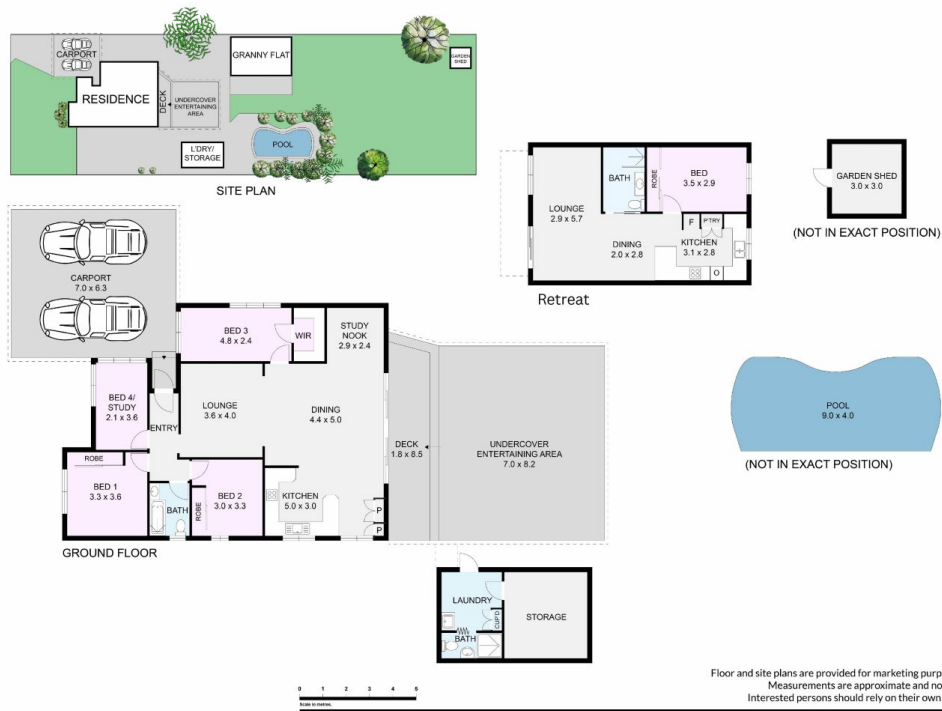 CARPORT
GRANNY FLAT
GARDEN
SHED
RESIDENCE
DECK
UNDERCOVER
ENTERTAINING
AREA
L'DRY/
STORAGE
POOL
SITE PLAN
BATH
ROBE
BED
3.5 x 2.9
LOUNGE
2.9 x 5.7
F
P'TRY
DINING
2.0 x 2.8
KITCHEN
3.1 x 2.8
O
Retreat
GARDEN SHED
3.0 x 3.0
(NOT IN EXACT POSITION)
CARPORT
7.0 x 6.3
BED 3
4.8 x 2.4
WIR
STUDY
NOOK
2.9 x 2.4
BED 4/
STUDY
2.1 x 3.6
ENTRY
LOUNGE
3.6 x 4.0
DINING
4.4 x 5.0
DECK
1.8 x 8.5
UNDERCOVER
ENTERTAINING AREA
7.0 x 8.2
ROBE
BED 1
3.3 x 3.6
BATH
ROBE
BED 2
3.0 x 3.3
KITCHEN
5.0 x 3.0
P
P
GROUND FLOOR
POOL
9.0 x 4.0
(NOT IN EXACT POSITION)
LAUNDRY
CUP'D
BATH
STORAGE
0 1 2 3 4 5
Scale in metres.
Floor and site plans are provided for marketing purp
Measurements are approximate and no
Interested persons should rely on their own